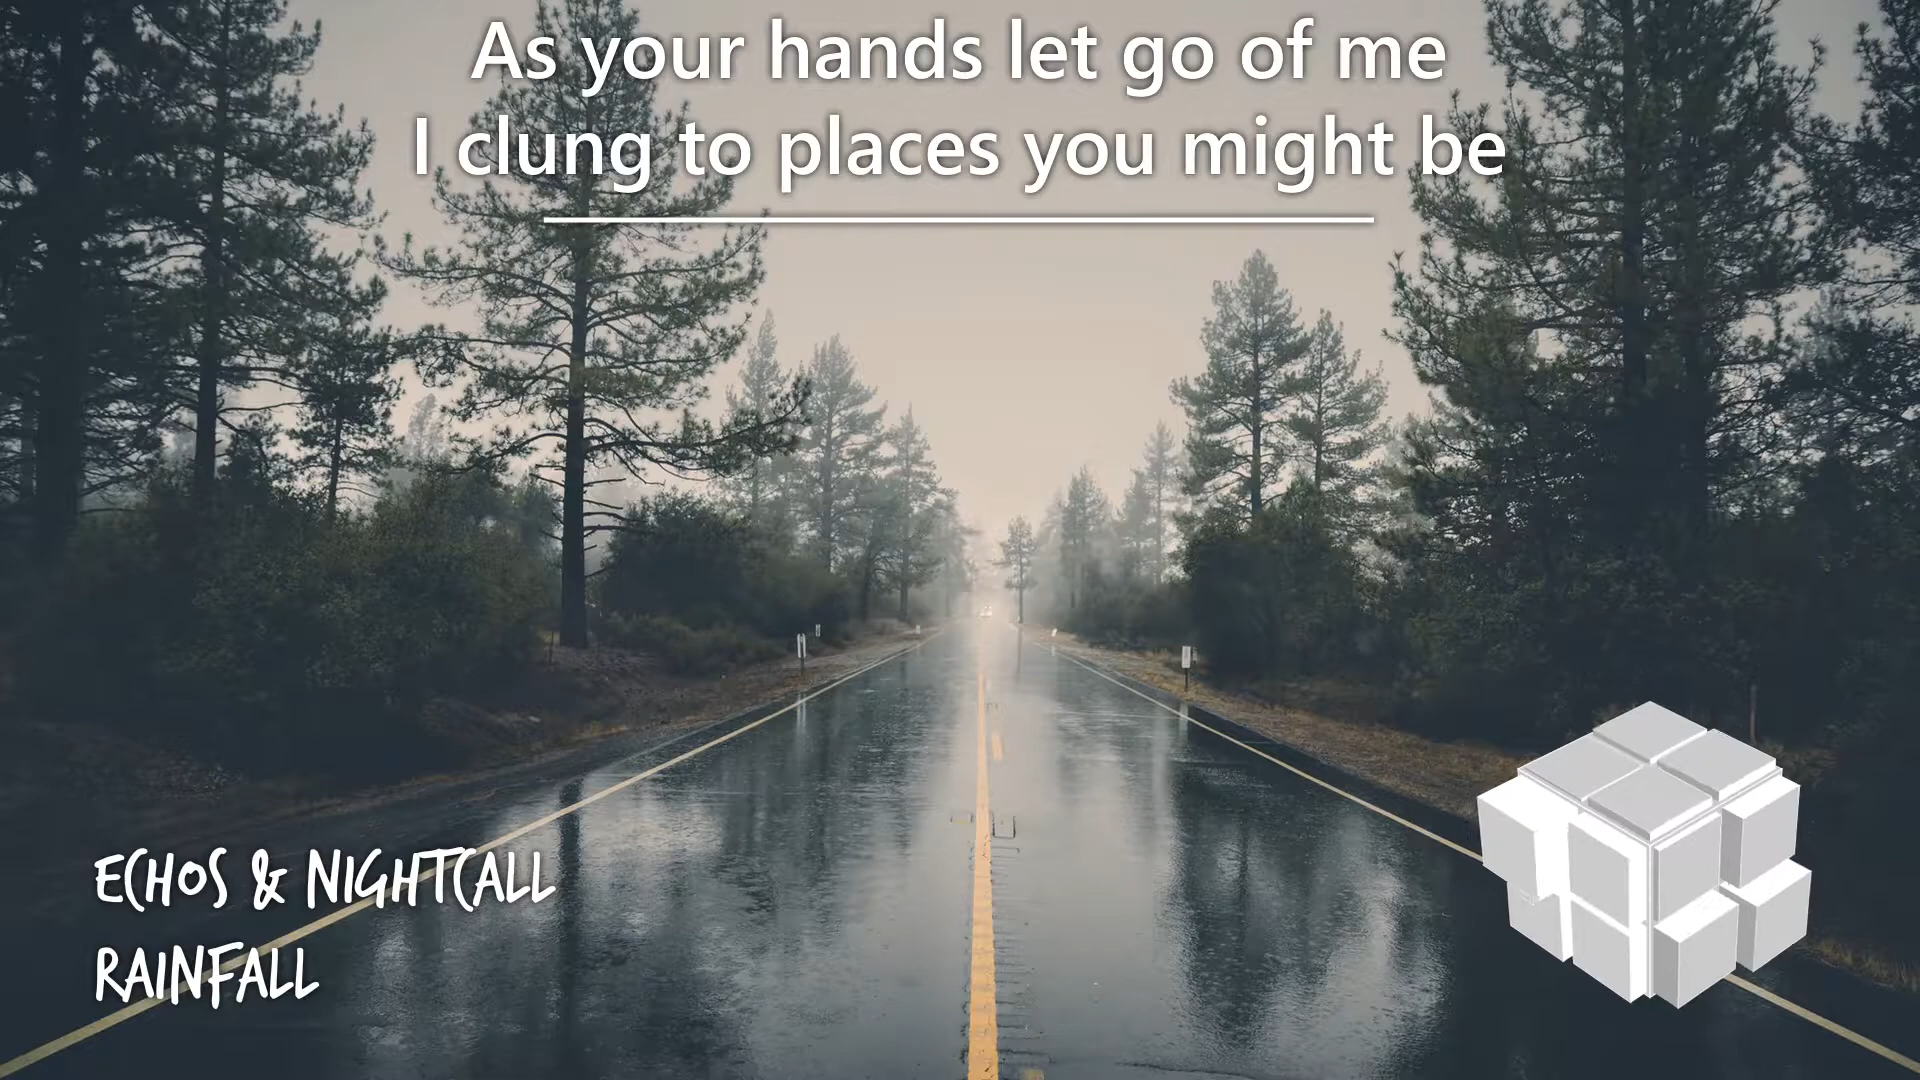 As your hands let go of me
I clung to places you might be
ECHOS & NIGHTCALL
RAINFALL